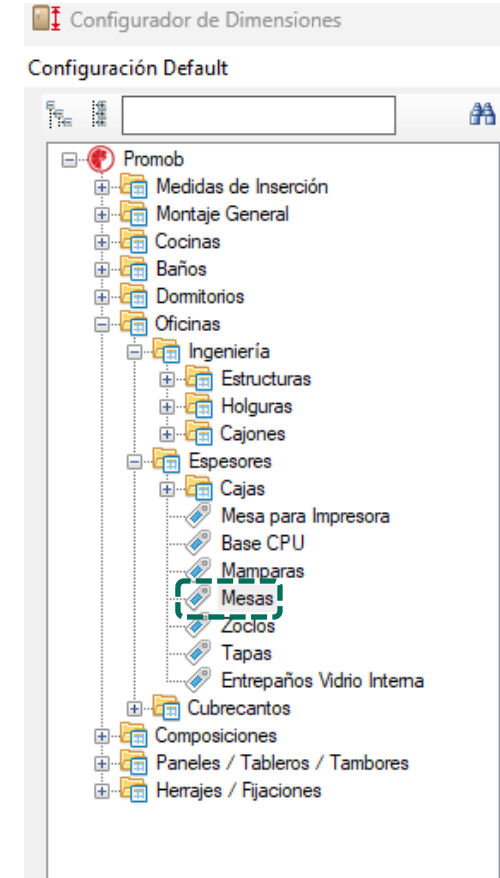 Configurador de Dimensiones
Configuración Default
Promob
Medidas de Inserción
Montaje General
Cocinas
Baños
Dormitorios
Oficinas
Ingeniería
Estructuras
Holguras
Cajones
Espesores
Cajas
Mesa para Impresora
Base CPU
Mamparas
Mesas
Zoclos
Tapas
Entrepaños Vidrio Interna
Cubrecantos
Composiciones
Paneles / Tableros / Tambores
Herrajes / Fijaciones